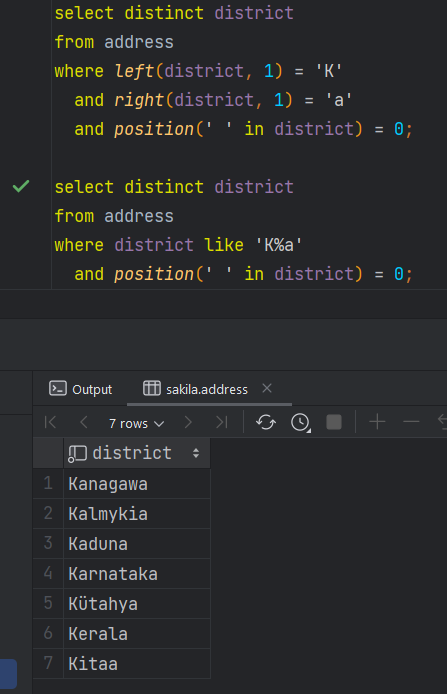 select distinct district
from address
where left(district, 1) = 'K'
and right(district, 1) = 'a'
and position(' ' in district) = 0;
select distinct district
from address
where district like 'K%a'
and position(' ' in district) = 0;
Output
sakila.address
7 rows
district
1 Kanagawa
2 Kalmykia
3 Kaduna
4 Karnataka
5 Kütahya
6 Kerala
7 Kitaa